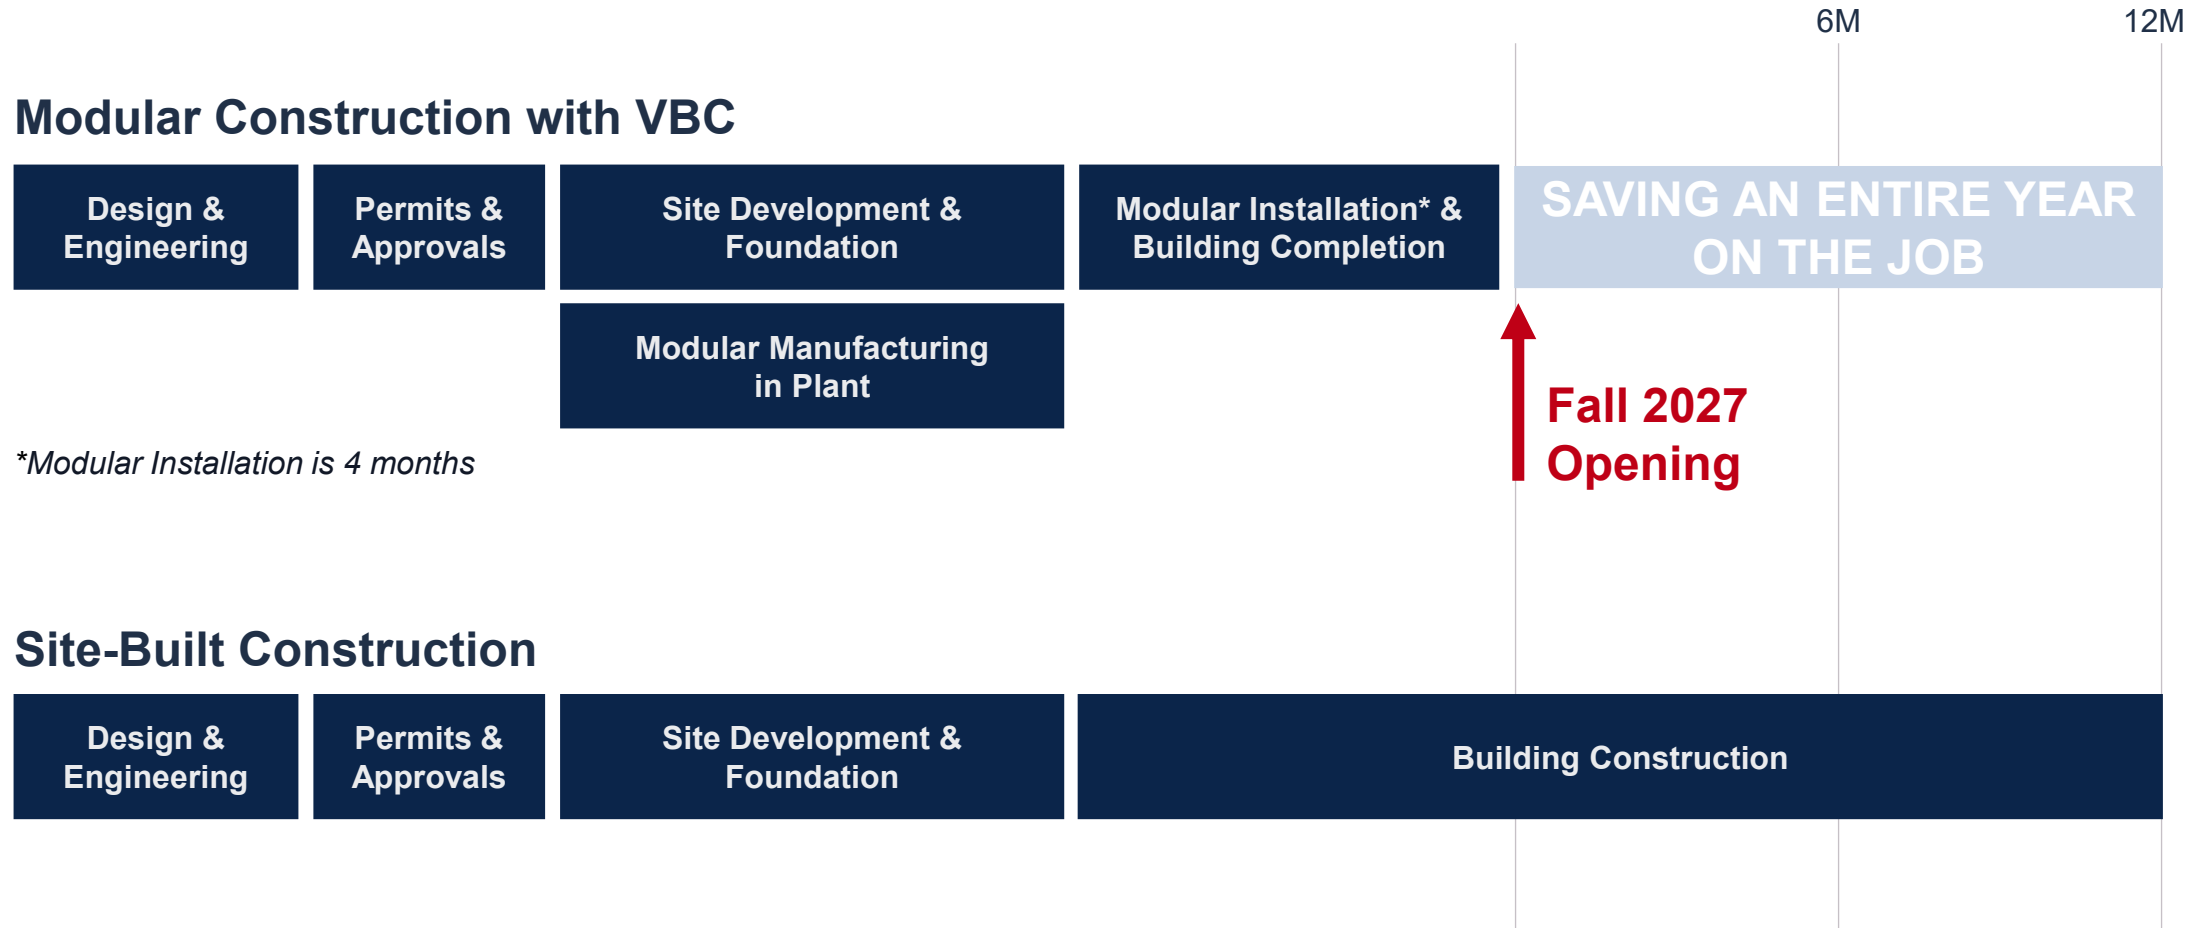 6M
12M
Modular Construction with VBC
Design &
Engineering
Permits &
Approvals
Site Development &
Foundation
Modular Installation* &
Building Completion
SAVING AN ENTIRE YEAR
ON THE JOB
Modular Manufacturing
in Plant
Fall 2027
Opening
*Modular Installation is 4 months
Site-Built Construction
Design &
Engineering
Permits &
Approvals
Site Development &
Foundation
Building Construction